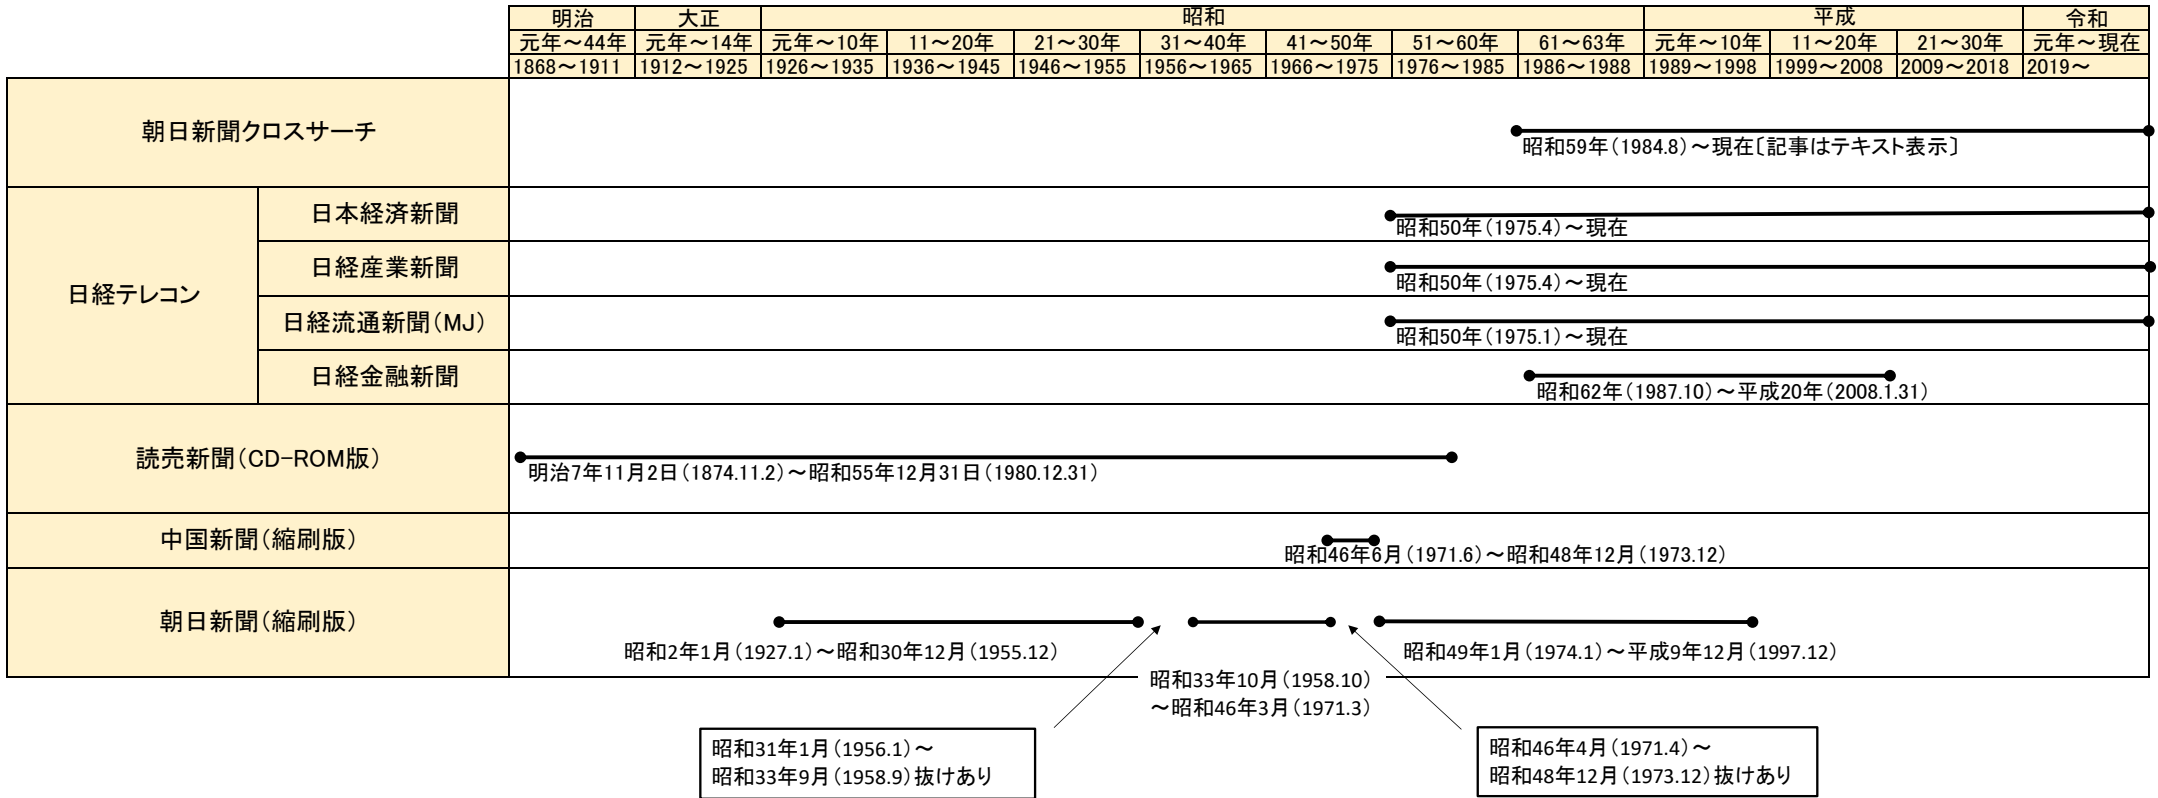 明治 大正 昭和 平成 令和
元年～44年 元年～14年 元年～10年 11～20年 21～30年 31～40年 41～50年 51～60年 61～63年 元年～10年 11～20年 21～30年 元年～現在
1868～1911 1912～1925 1926～1935 1936～1945 1946～1955 1956～1965 1966～1975 1976～1985 1986～1988 1989～1998 1999～2008 2009～2018 2019～
朝日新聞クロスサーチ
昭和59年（1984.8）～現在〔記事はテキスト表示〕
日経テレコン
日本経済新聞
昭和50年（1975.4）～現在
日経産業新聞
昭和50年（1975.4）～現在
日経流通新聞（MJ）
昭和50年（1975.1）～現在
日経金融新聞
昭和62年（1987.10）～平成20年（2008.1.31）
読売新聞（CD-ROM版）
明治7年11月2日（1874.11.2）～昭和55年12月31日（1980.12.31）
中国新聞（縮刷版）
昭和46年6月（1971.6）～昭和48年12月（1973.12）
朝日新聞（縮刷版）
昭和2年1月（1927.1）～昭和30年12月（1955.12）
昭和49年1月（1974.1）～平成9年12月（1997.12）
昭和33年10月（1958.10）
～昭和46年3月（1971.3）
昭和31年1月（1956.1）～
昭和33年9月（1958.9）抜けあり
昭和46年4月（1971.4）～
昭和48年12月（1973.12）抜けあり